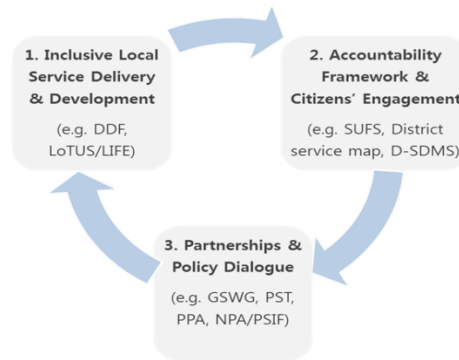 1. Inclusive Local
Service Delivery
& Development
(e.g. DDF,
LoTUS/LIFE)
2. Accountability
Framework &
Citizens’ Engagement
(e.g. SUFS, District
service map, D-SDMS)
3. Partnerships &
Policy Dialogue
(e.g. GSWG, PST,
PPA, NPA/PSIF)